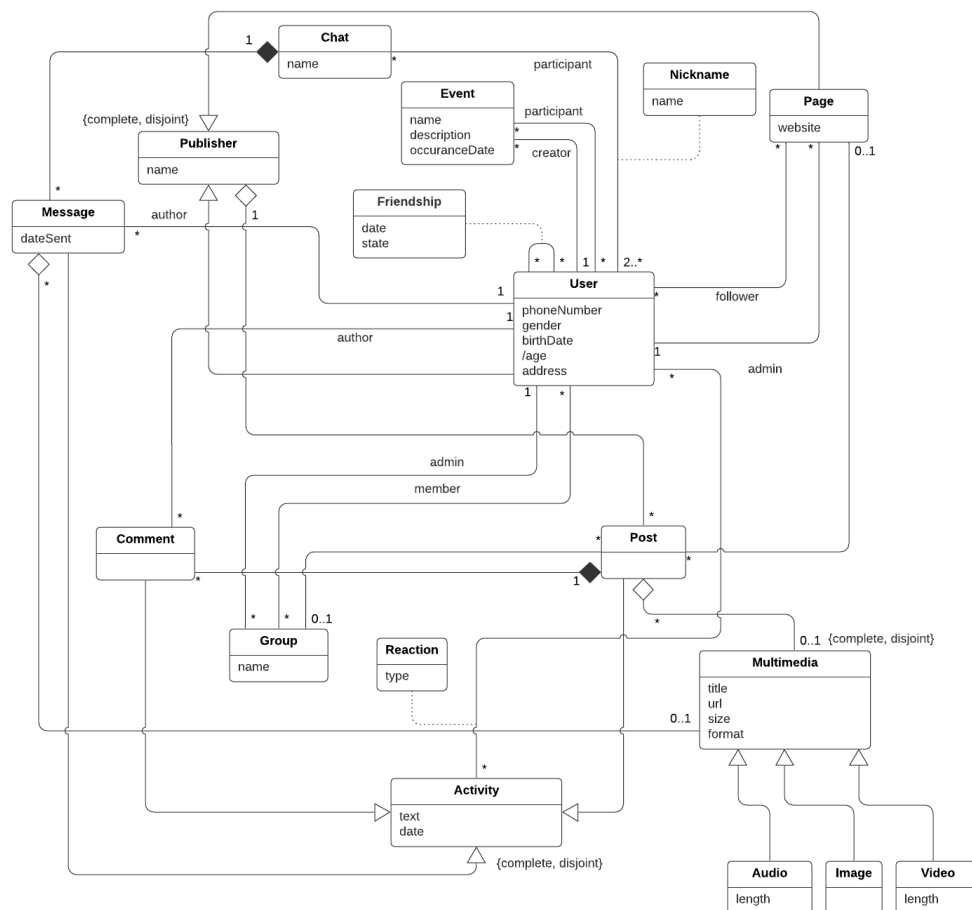 Chat
name
1
*
participant
Nickname
name
Page
website
Event
name
description
occuranceDate
participant
*
creator
*
{complete, disjoint}
Publisher
name
*
*
0..1
*
Message
dateSent
author
*
1
Friendship
date
state
*
*
1
*
2..*
User
phoneNumber
gender
birthDate
/age
address
1
1
*
follower
author
1
admin
*
1
*
admin
member
*
Comment
*
Post
*
*
*
1
*
*
0..1
Group
name
Reaction
type
*
0..1
{complete, disjoint}
Multimedia
title
url
size
format
*
0..1
*
Activity
text
date
{complete, disjoint}
Audio
length
Image
Video
length